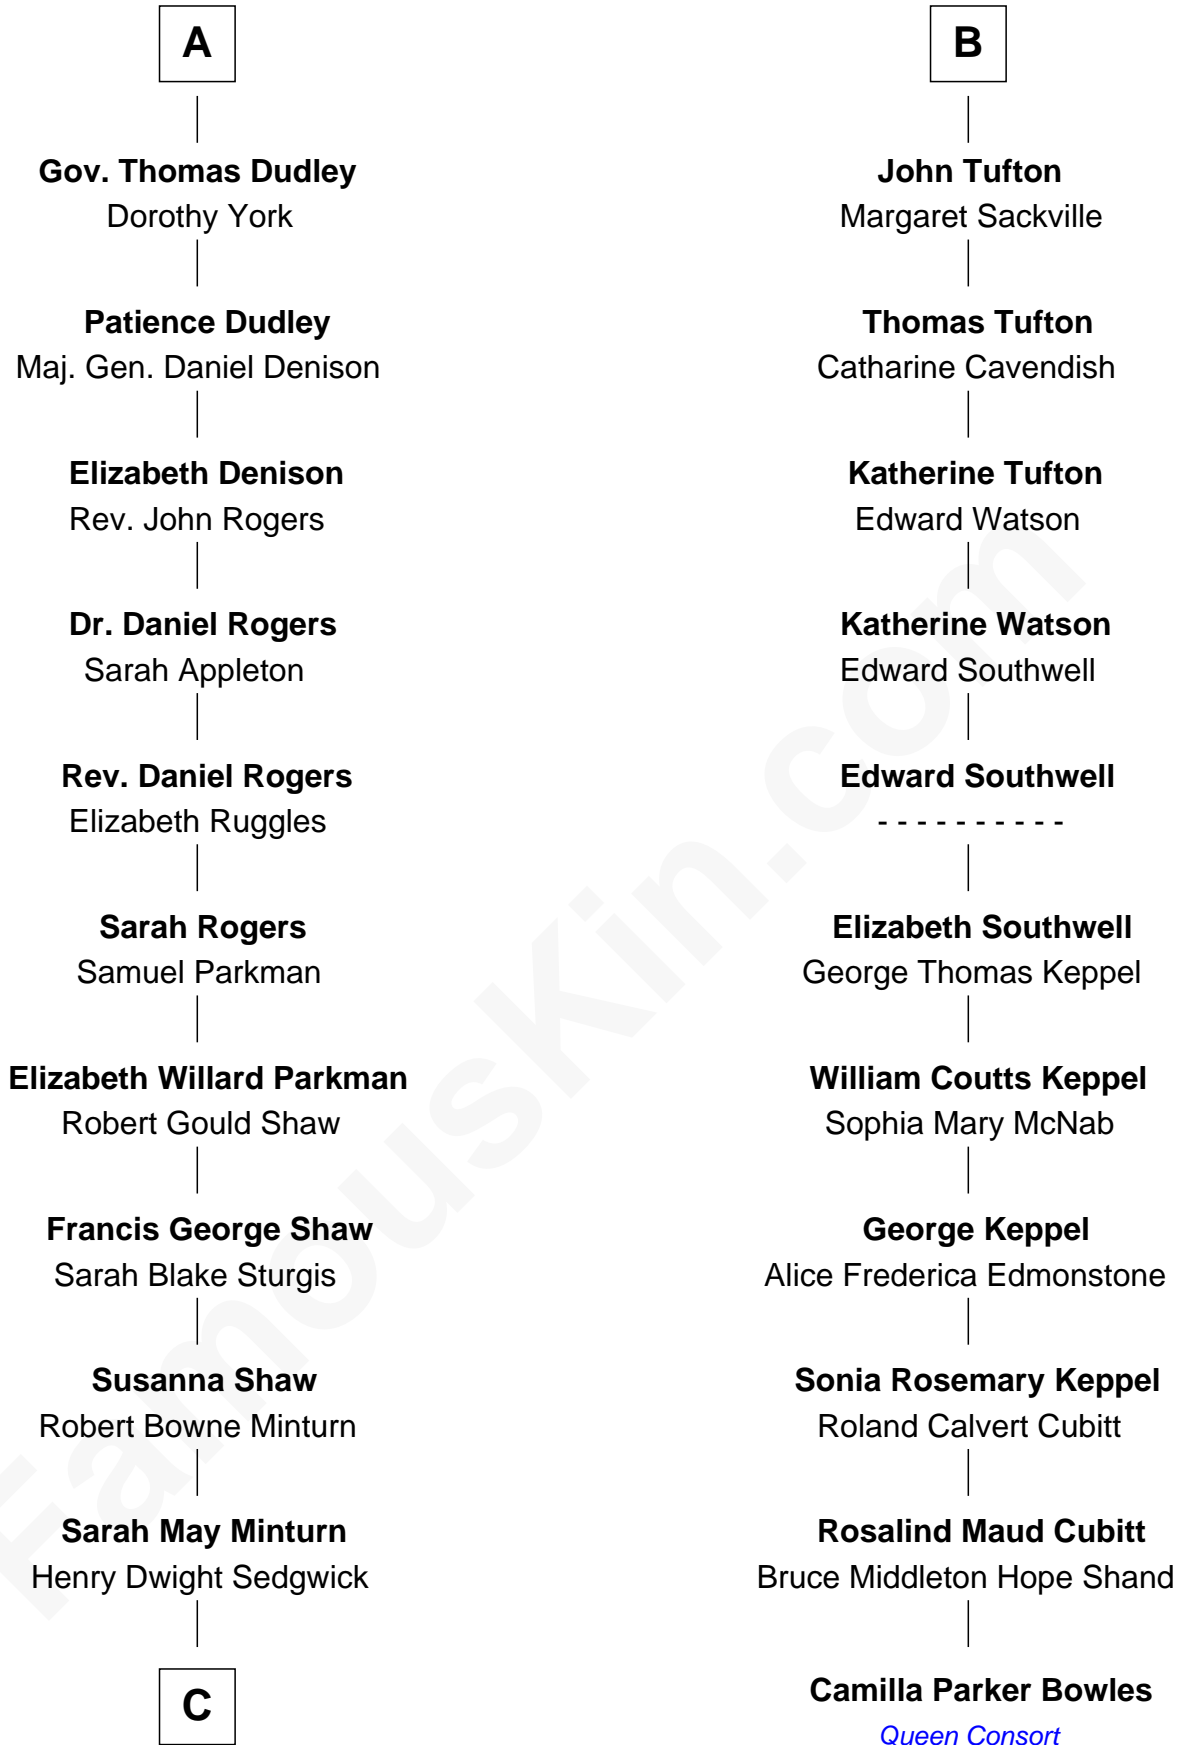 A
Gov. Thomas Dudley
Dorothy York
Patience Dudley
Maj. Gen. Daniel Denison
Elizabeth Denison
Rev. John Rogers
Dr. Daniel Rogers
Sarah Appleton
Rev. Daniel Rogers
Elizabeth Ruggles
Sarah Rogers
Samuel Parkman
Elizabeth Willard Parkman
Robert Gould Shaw
Francis George Shaw
Sarah Blake Sturgis
Susanna Shaw
Robert Bowne Minturn
Sarah May Minturn
Henry Dwight Sedgwick
C
B
John Tufton
Margaret Sackville
Thomas Tufton
Catharine Cavendish
Katherine Tufton
Edward Watson
Katherine Watson
Edward Southwell
Edward Southwell
- - - - - - - - - -
Elizabeth Southwell
George Thomas Keppel
William Coutts Keppel
Sophia Mary McNab
George Keppel
Alice Frederica Edmonstone
Sonia Rosemary Keppel
Roland Calvert Cubitt
Rosalind Maud Cubitt
Bruce Middleton Hope Shand
Camilla Parker Bowles
Queen Consort
FamousKin.com